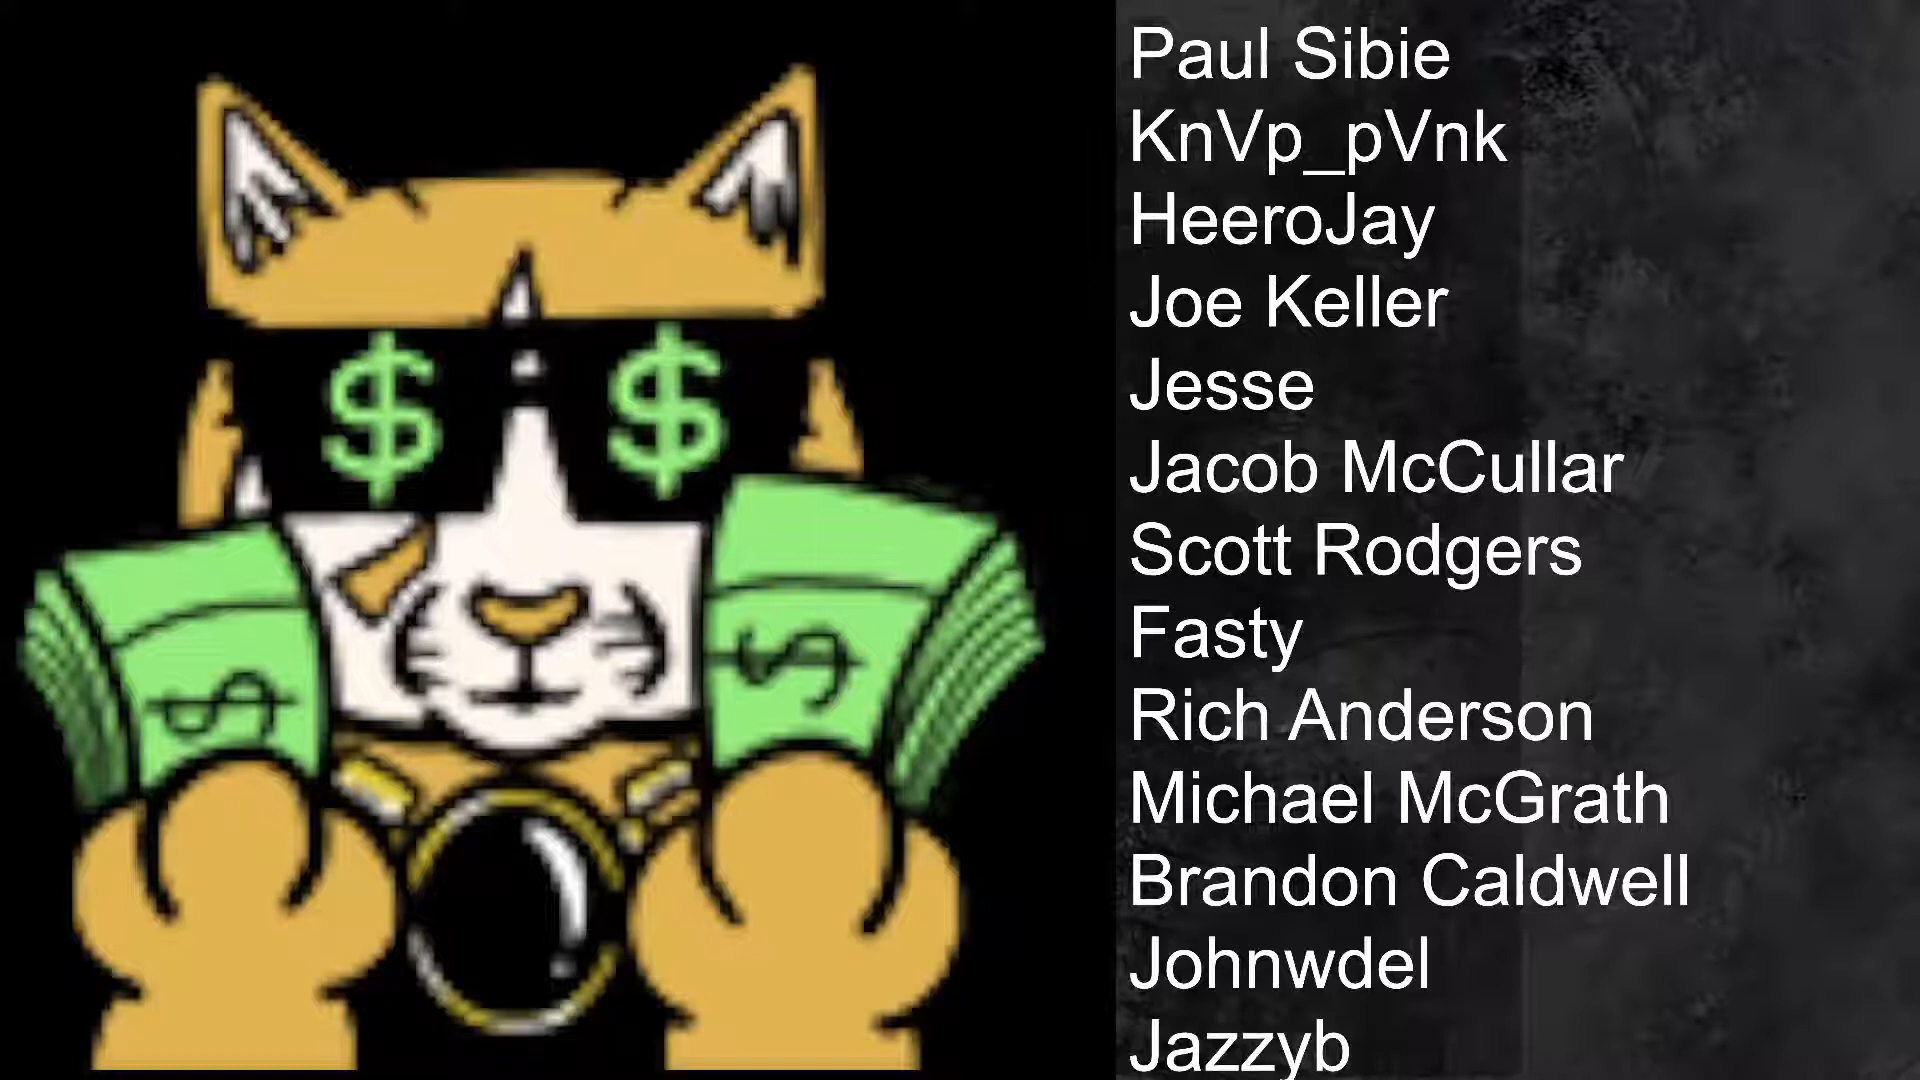 Paul Sibie
KnVp_pVnk
HeeroJay
Joe Keller
Jesse
Jacob McCullar
Scott Rodgers
Fasty
Rich Anderson
Michael McGrath
Brandon Caldwell
Johnwdel
Jazzyb
$ $
$ $